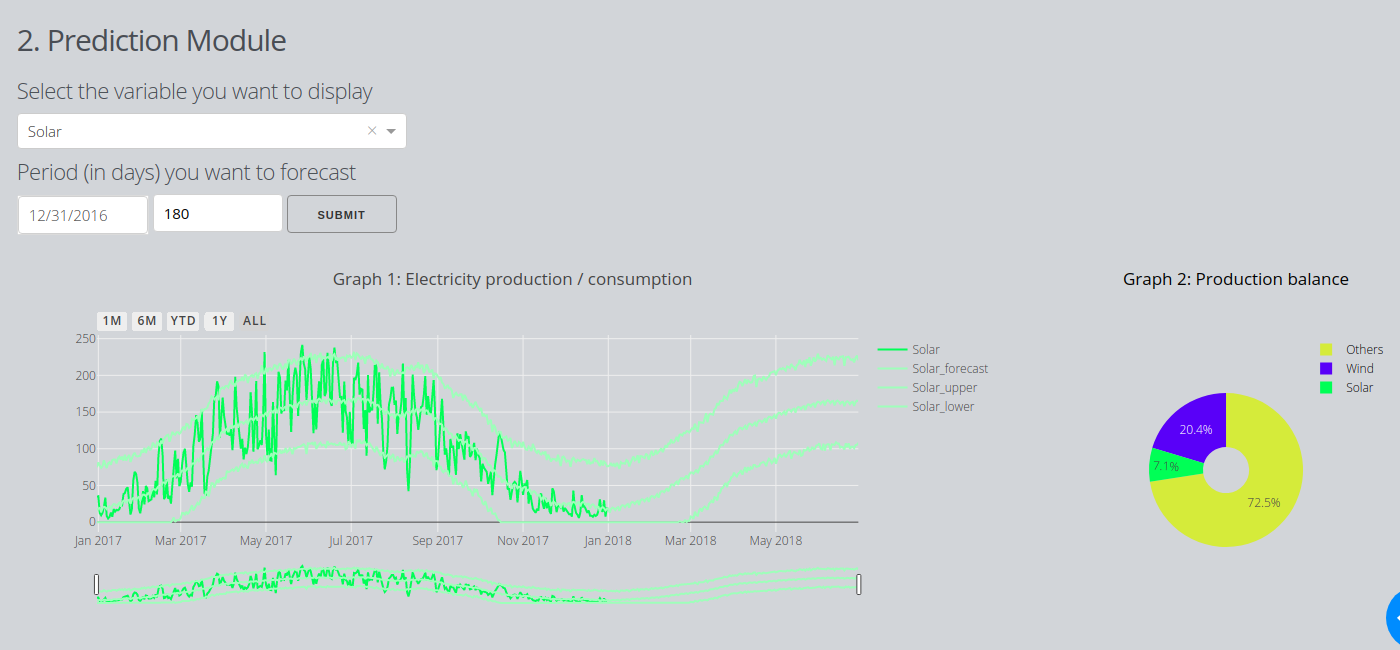 2. Prediction Module
Select the variable you want to display
Solar ×
Period (in days) you want to forecast
12/31/2016 180 SUBMIT
Graph 1: Electricity production / consumption
1M 6M YTD 1Y ALL
250
200
150
100
50
0
Jan 2017 Mar 2017 May 2017 Jul 2017 Sep 2017 Nov 2017 Jan 2018 Mar 2018 May 2018
Solar
Solar_forecast
Solar_upper
Solar_lower
Graph 2: Production balance
Others
Wind
Solar
20.4%
7.1%
72.5%